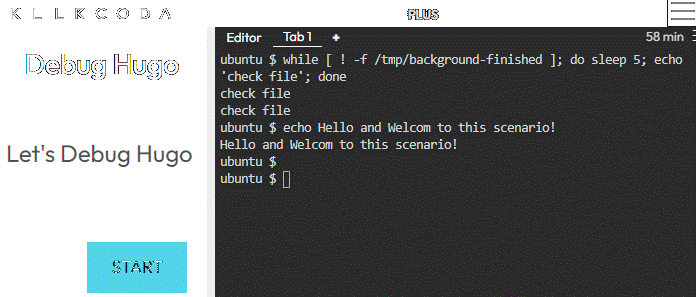 KILLERCODA
PLUS
Editor Tab 1 + 58 min
Debug Hugo
Let's Debug Hugo
START
ubuntu $ while [ ! -f /tmp/background-finished ]; do sleep 5; echo
'check file'; done
check file
check file
ubuntu $ echo Hello and Welcom to this scenario!
Hello and Welcom to this scenario!
ubuntu $
ubuntu $